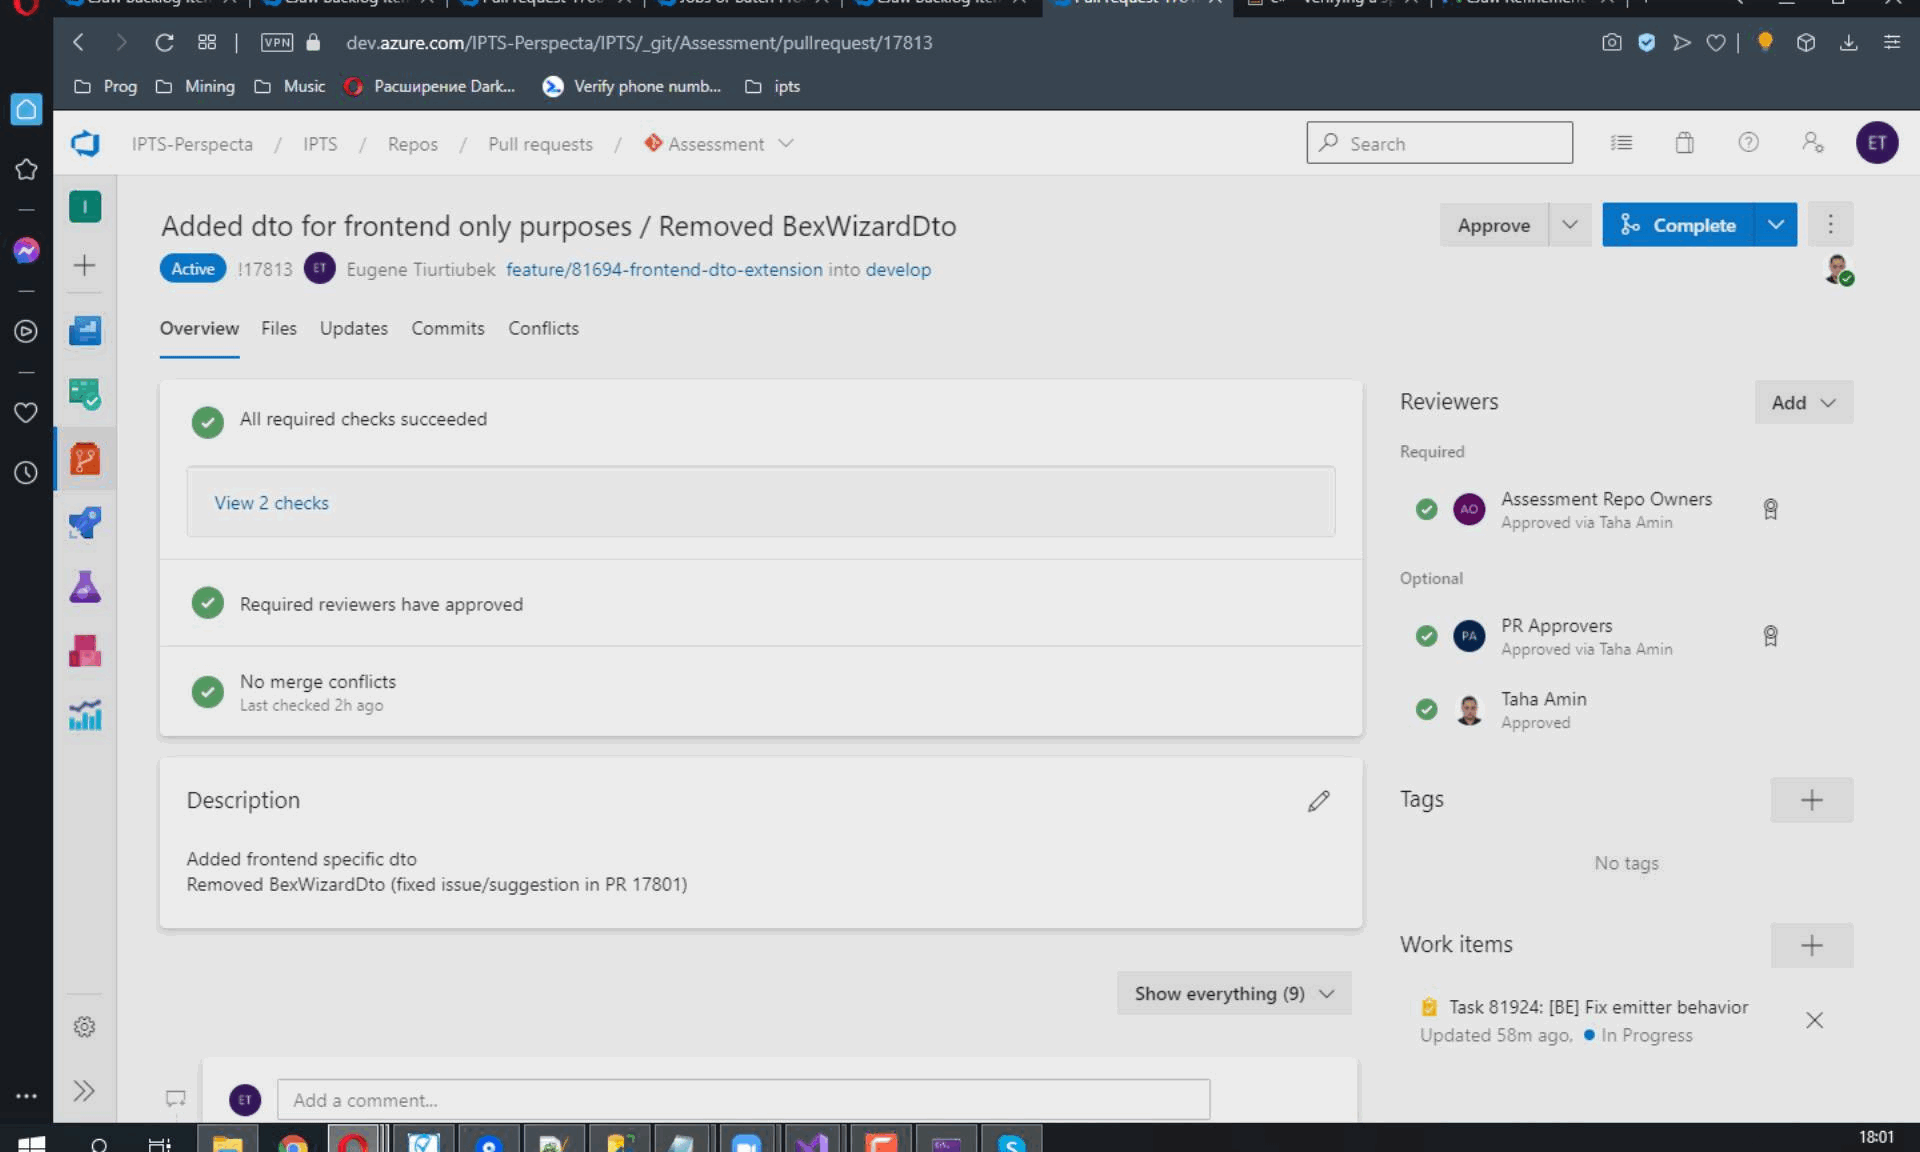 VPN
dev.azure.com/IPTS-Perspecta/IPTS/_git/Assessment/pullrequest/17813
Prog
Mining
Music
Расширение Dark...
Verify phone numb...
ipts
IPTS-Perspecta / IPTS / Repos / Pull requests / Assessment
Search
ET
I
Added dto for frontend only purposes / Removed BexWizardDto
Approve
Complete
Active !17813 ET Eugene Tiurtiubek feature/81694-frontend-dto-extension into develop
Overview Files Updates Commits Conflicts
All required checks succeeded
View 2 checks
Required reviewers have approved
No merge conflicts
Last checked 2h ago
Description
Added frontend specific dto
Removed BexWizardDto (fixed issue/suggestion in PR 17801)
Show everything (9)
ET
Add a comment...
Reviewers
Add
Required
AO
Assessment Repo Owners
Approved via Taha Amin
Optional
PA
PR Approvers
Approved via Taha Amin
Taha Amin
Approved
Tags
No tags
Work items
Task 81924: [BE] Fix emitter behavior
Updated 58m ago, In Progress
18:01